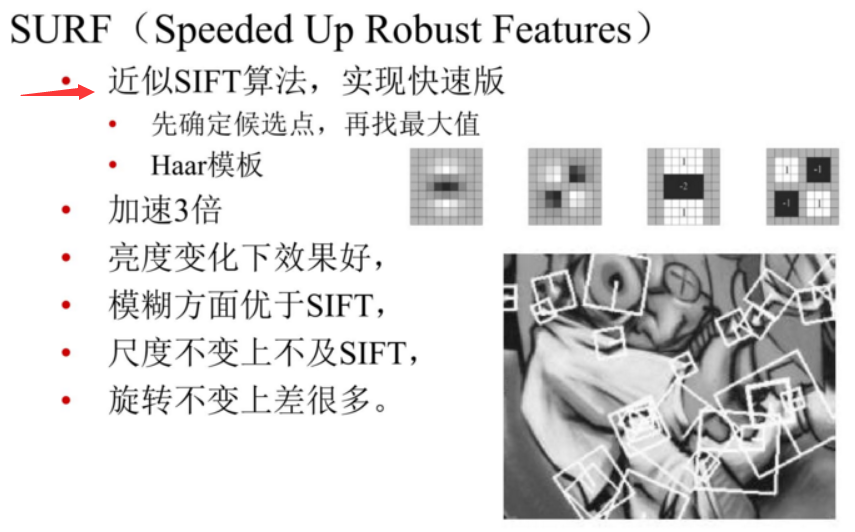 SURF（Speeded Up Robust Features）
近似SIFT算法，实现快速版
先确定候选点，再找最大值
Haar模板
1
-2
1
1
-1
-1
1
加速3倍
亮度变化下效果好，
模糊方面优于SIFT，
尺度不变上不及SIFT，
旋转不变上差很多。